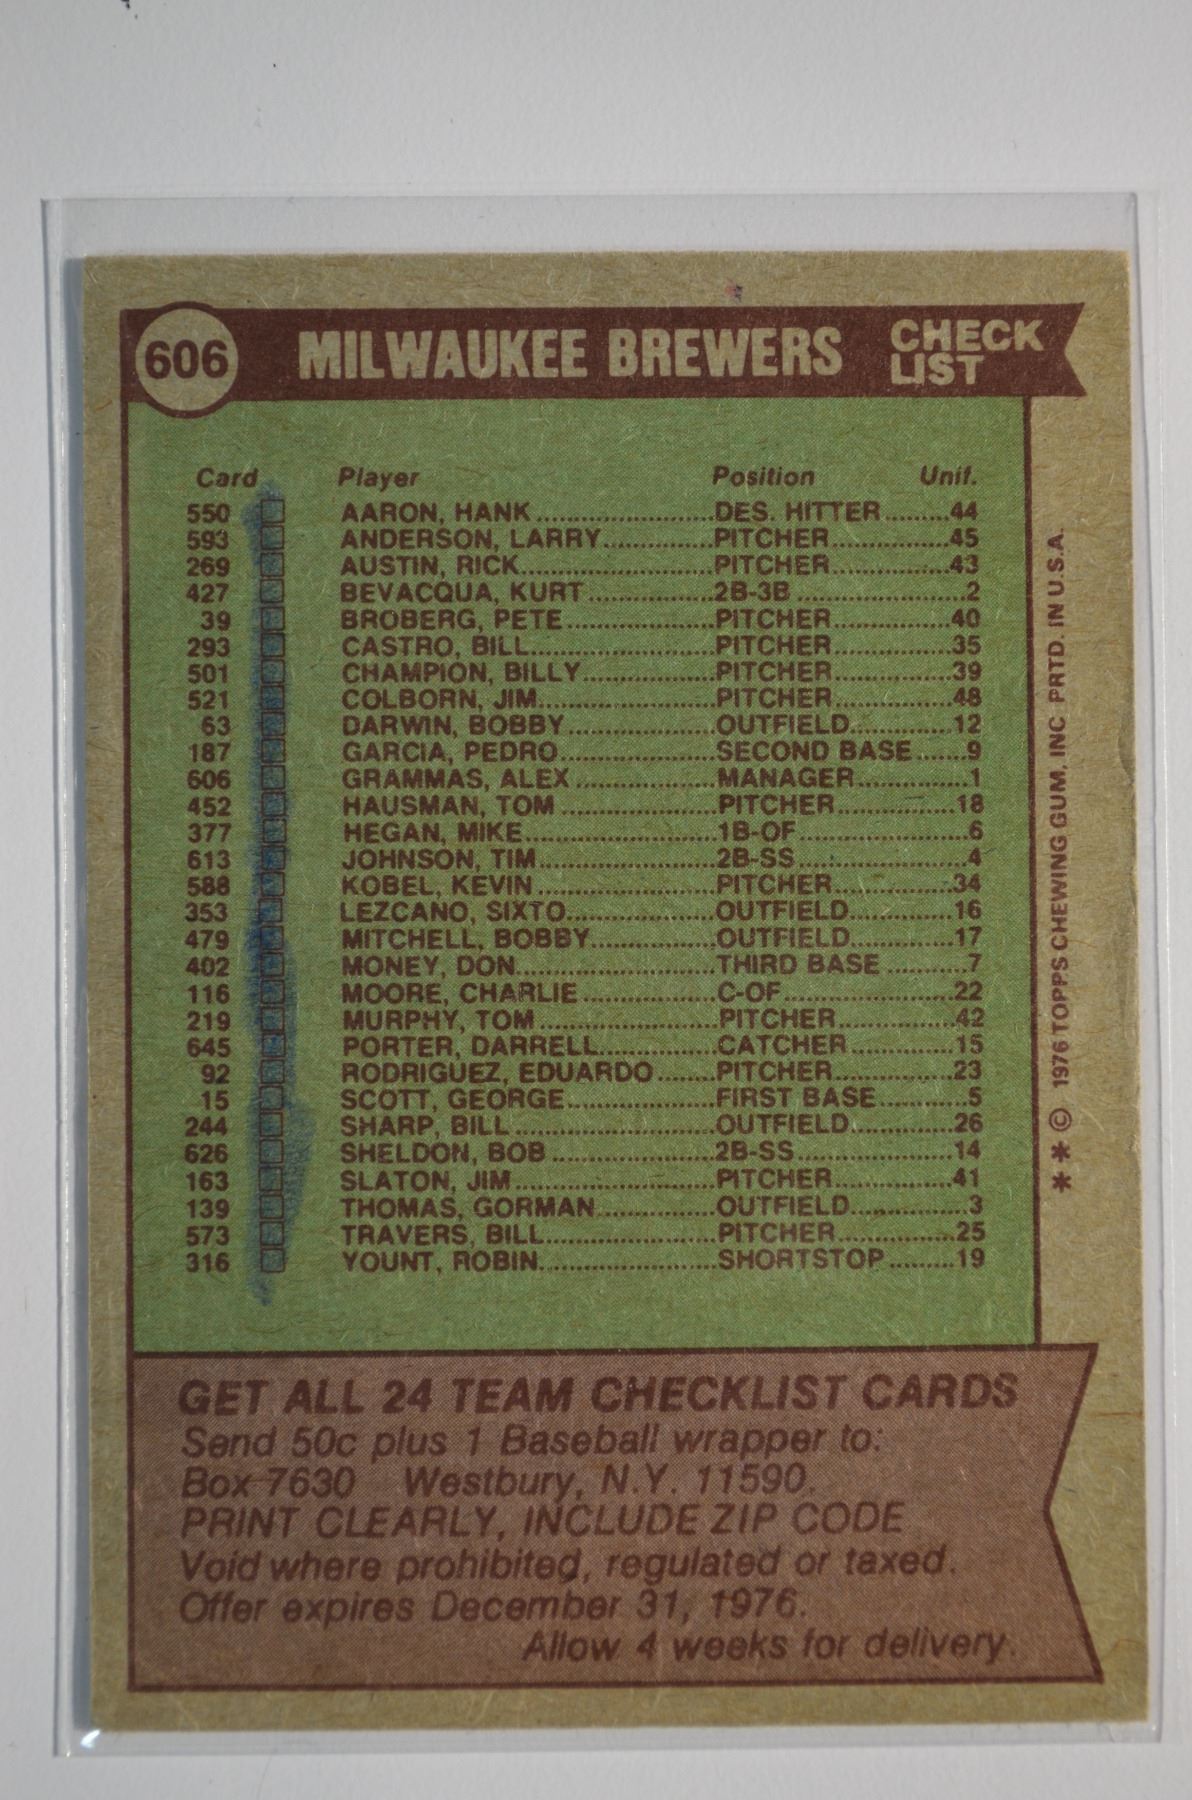 606 MILWAUKEE BREWERS CHECK LIST
Card Player Position Unif.
550 AARON, HANK DES. HITTER 44
593 ANDERSON, LARRY PITCHER 45
269 AUSTIN, RICK PITCHER 43
427 BEVACQUA, KURT 2B-3B 2
39 BROBERG, PETE PITCHER 40
293 CASTRO, BILL PITCHER 35
501 CHAMPION, BILLY PITCHER 39
521 COLBORN, JIM PITCHER 48
63 DARWIN, BOBBY OUTFIELD 12
187 GARCIA, PEDRO SECOND BASE 9
606 GRAMMAS, ALEX MANAGER 1
452 HAUSMAN, TOM PITCHER 18
377 HEGAN, MIKE 1B-OF 6
613 JOHNSON, TIM 2B-SS 4
588 KOBEL, KEVIN PITCHER 34
353 LEZCANO, SIXTO OUTFIELD 16
479 MITCHELL, BOBBY OUTFIELD 17
402 MONEY, DON THIRD BASE 7
116 MOORE, CHARLIE C-OF 22
219 MURPHY, TOM PITCHER 42
645 PORTER, DARRELL CATCHER 15
92 RODRIGUEZ, EDUARDO PITCHER 23
15 SCOTT, GEORGE FIRST BASE 5
244 SHARP, BILL OUTFIELD 26
626 SHELDON, BOB 2B-SS 14
163 SLATON, JIM PITCHER 41
139 THOMAS, GORMAN OUTFIELD 3
573 TRAVERS, BILL PITCHER 25
316 YOUNT, ROBIN SHORTSTOP 19
** © 1976 TOPPS CHEWING GUM, INC PRTD. IN U.S.A.
GET ALL 24 TEAM CHECKLIST CARDS
Send 50c plus 1 Baseball wrapper to:
Box 7630 Westbury, N.Y. 11590.
PRINT CLEARLY, INCLUDE ZIP CODE
Void where prohibited, regulated or taxed.
Offer expires December 31, 1976.
Allow 4 weeks for delivery.